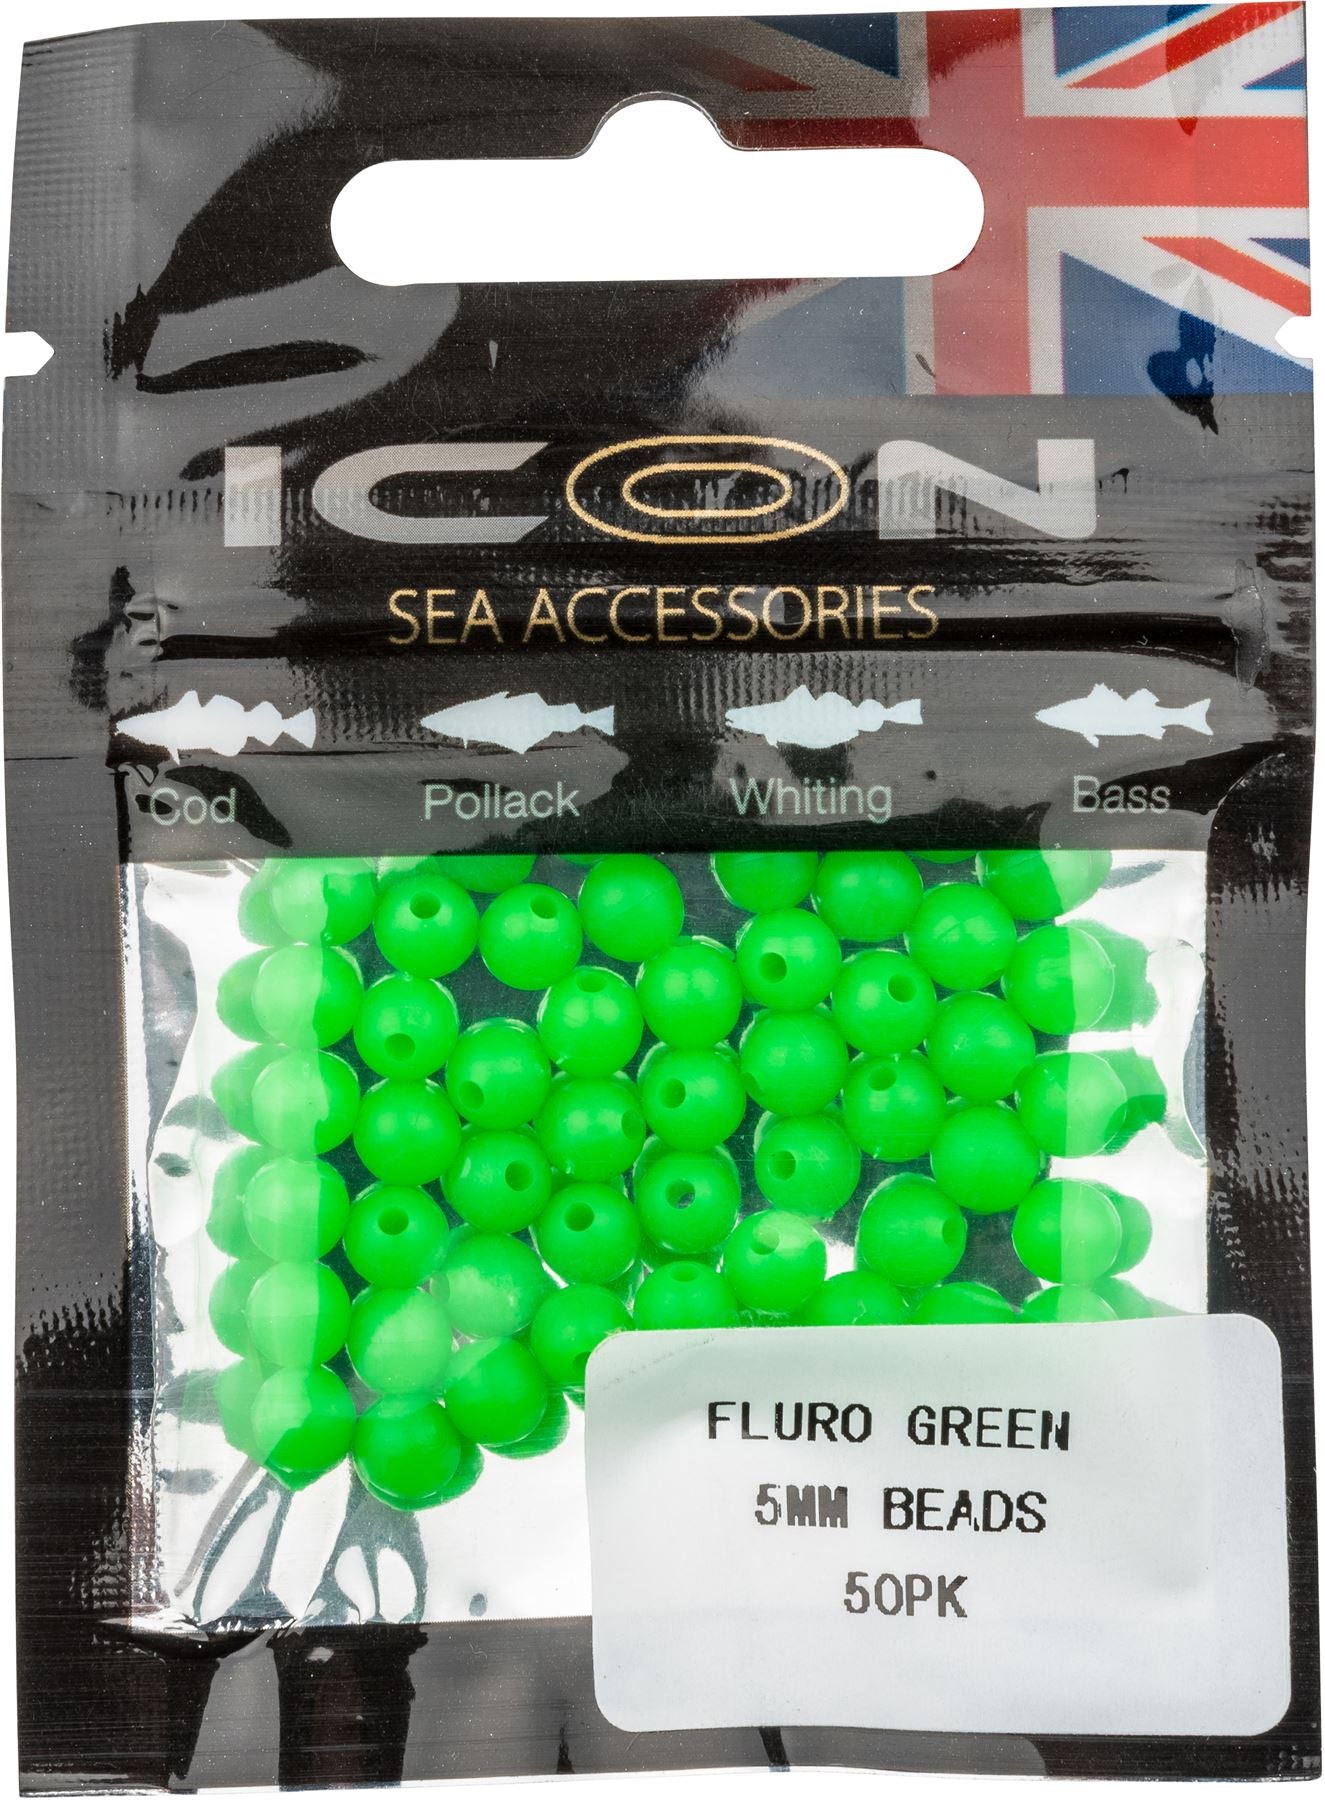 ICON
SEA ACCESSORIES
Cod Pollack Whiting Bass
FLURO GREEN
5MM BEADS
50PK